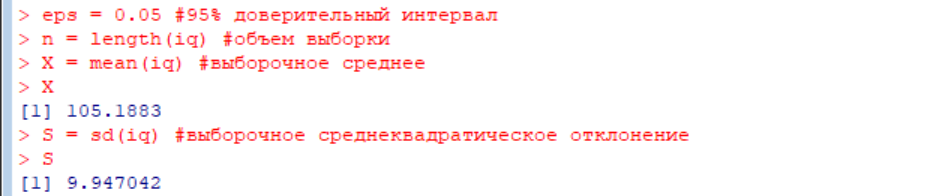 > eps = 0.05 #95% доверительный интервал
> n = length(iq) #объем выборки
> X = mean(iq) #выборочное среднее
> X
[1] 105.1883
> S = sd(iq) #выборочное среднеквадратическое отклонение
> S
[1] 9.947042